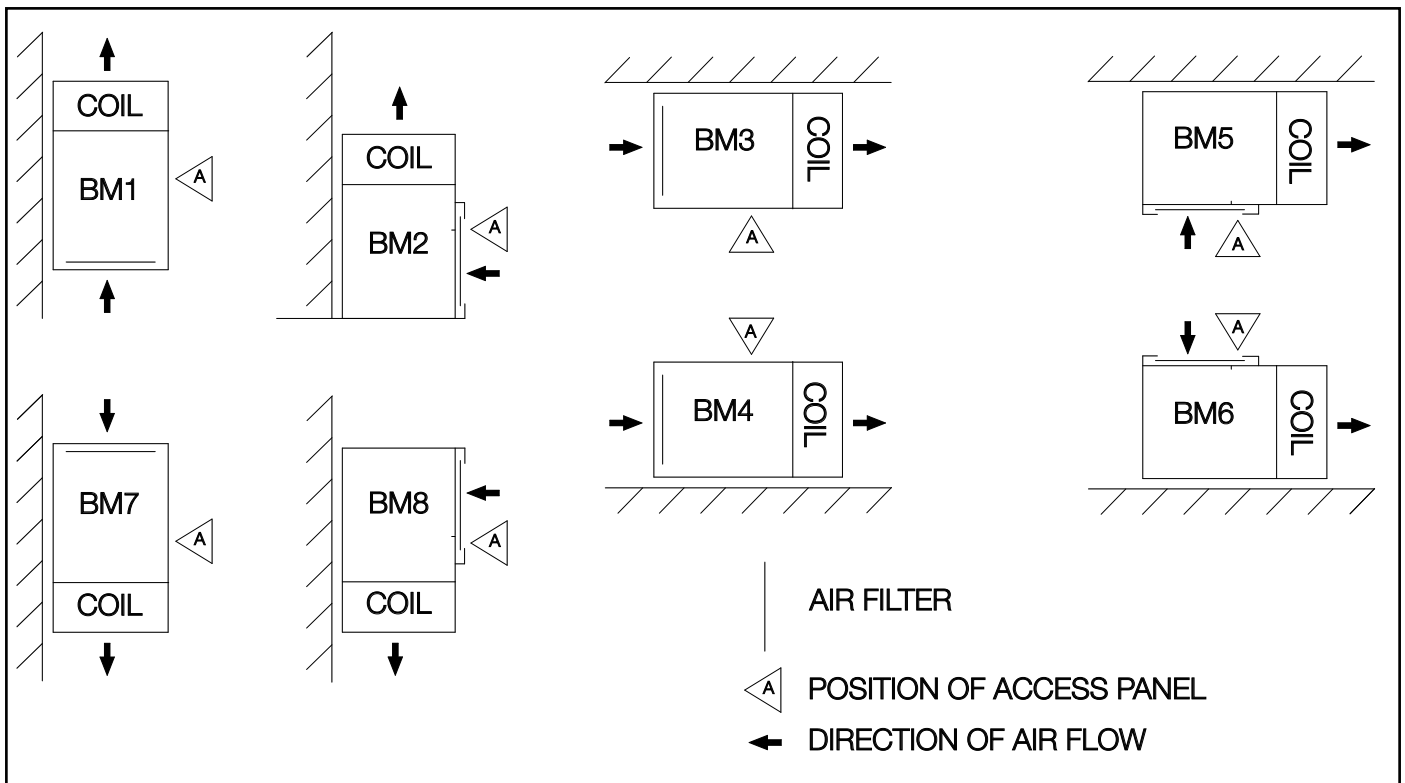 COIL
BM1
A
COIL
BM2
A
BM3
COIL
A
BM5
COIL
A
A
BM4
COIL
A
BM6
COIL
BM7
A
COIL
BM8
A
COIL
AIR FILTER
A POSITION OF ACCESS PANEL
DIRECTION OF AIR FLOW